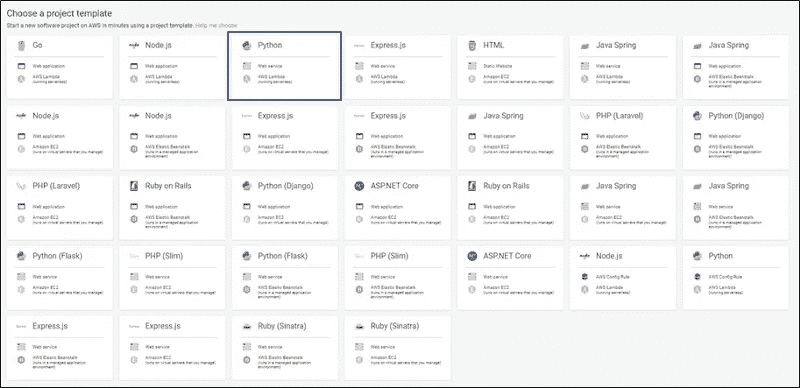 Choose a project template
Start a new software project on AWS in minutes using a project template. Help me choose
Go
Web application
AWS Lambda
(running serverless)
Node.js
Web application
AWS Lambda
(running serverless)
Python
Web service
AWS Lambda
(running serverless)
Express.js
Web service
AWS Lambda
(running serverless)
HTML
Static Website
Amazon EC2
(runs on virtual servers that you manage)
Java Spring
Web service
AWS Lambda
(running serverless)
Java Spring
Web application
AWS Elastic Beanstalk
(runs in a managed application
environment)
Node.js
Web application
Amazon EC2
(runs on virtual servers that you manage)
Node.js
Web application
AWS Elastic Beanstalk
(runs in a managed application
environment)
Express.js
Web application
Amazon EC2
(runs on virtual servers that you manage)
Express.js
Web application
AWS Elastic Beanstalk
(runs in a managed application
environment)
Java Spring
Web application
Amazon EC2
(runs on virtual servers that you manage)
PHP (Laravel)
Web application
AWS Elastic Beanstalk
(runs in a managed application
environment)
Python (Django)
Web application
AWS Elastic Beanstalk
(runs in a managed application
environment)
PHP (Laravel)
Web application
Amazon EC2
(runs on virtual servers that you manage)
Ruby on Rails
Web application
AWS Elastic Beanstalk
(runs in a managed application
environment)
Python (Django)
Web application
Amazon EC2
(runs on virtual servers that you manage)
ASP.NET Core
Web application
Amazon EC2
(runs on virtual servers that you manage)
Ruby on Rails
Web application
Amazon EC2
(runs on virtual servers that you manage)
Java Spring
Web service
AWS Elastic Beanstalk
(runs in a managed application
environment)
Java Spring
Web service
Amazon EC2
(runs on virtual servers that you manage)
Python (Flask)
Web service
Amazon EC2
(runs on virtual servers that you manage)
PHP (Slim)
Web service
Amazon EC2
(runs on virtual servers that you manage)
Python (Flask)
Web service
AWS Elastic Beanstalk
(runs in a managed application
environment)
PHP (Slim)
Web service
AWS Elastic Beanstalk
(runs in a managed application
environment)
ASP.NET Core
Web service
Amazon EC2
(runs on virtual servers that you manage)
Node.js
AWS Config Rule
AWS Lambda
(running serverless)
Python
AWS Config Rule
AWS Lambda
(running serverless)
Express.js
Web service
AWS Elastic Beanstalk
(runs in a managed application
environment)
Express.js
Web service
Amazon EC2
(runs on virtual servers that you manage)
Ruby (Sinatra)
Web service
AWS Elastic Beanstalk
(runs in a managed application
environment)
Ruby (Sinatra)
Web service
Amazon EC2
(runs on virtual servers that you manage)